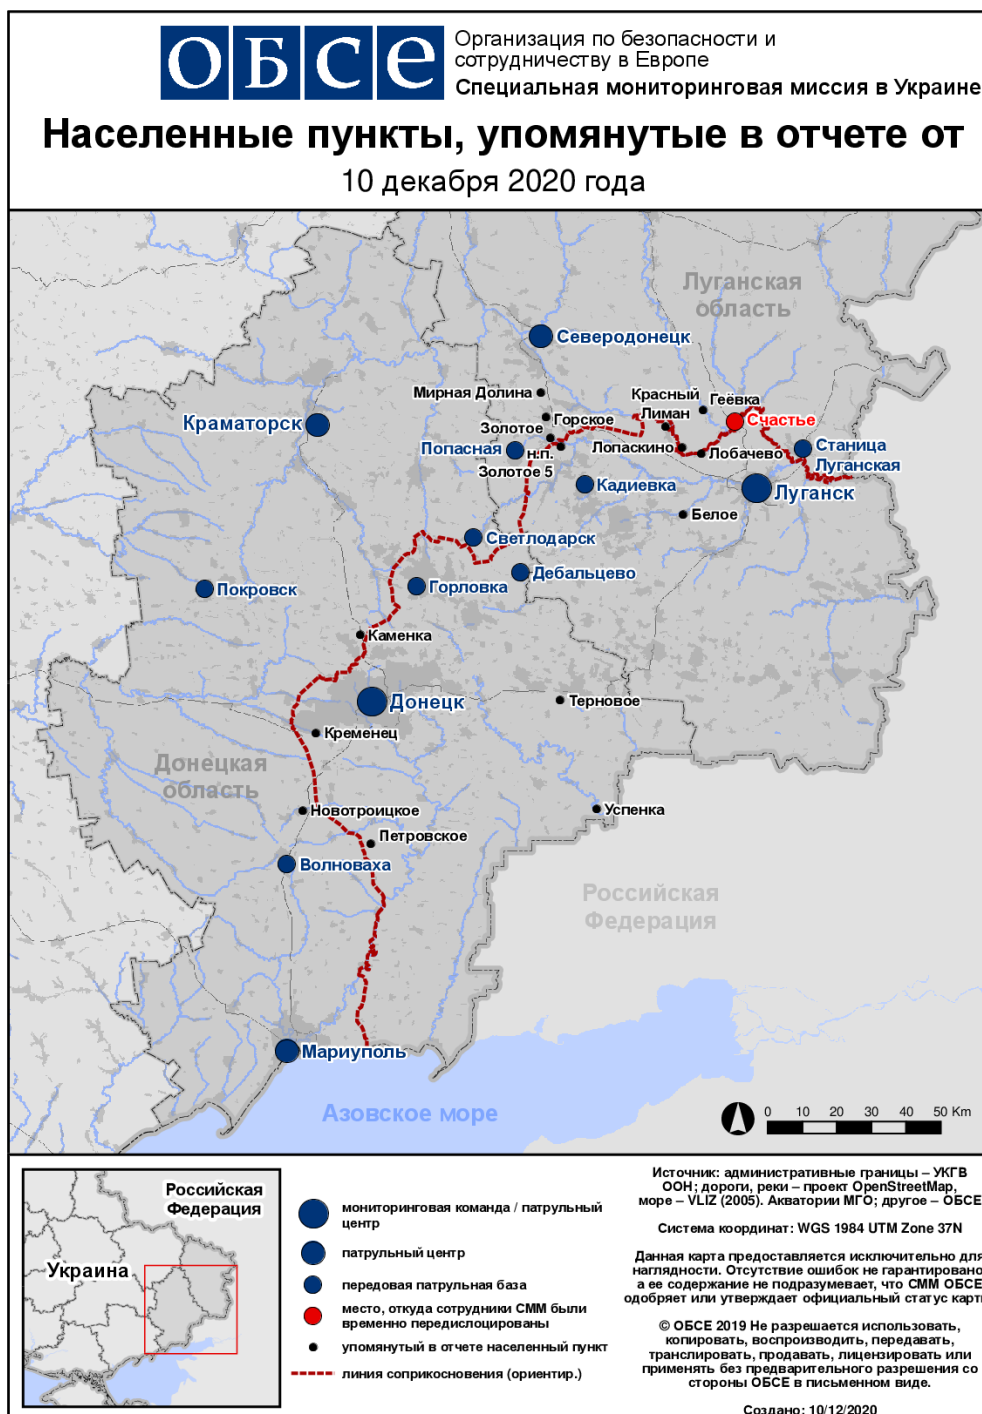 ОБСЕ
Организация по безопасности и
сотрудничеству в Европе
Специальная мониторинговая миссия в Украине
Населенные пункты, упомянутые в отчете от
10 декабря 2020 года
Луганская
область
Северодонецк
Мирная Долина
Красный
Лиман
Геёвка
Горское
Счастье
Краматорск
Золотое
Попасная
н.п.
Золотое 5
Лопаскино
Лобачево
Станица
Луганская
Кадиевка
Луганск
Белое
Светлодарск
Дебальцево
Покровск
Горловка
Каменка
Донецк
Терновое
Кременец
Донецкая
область
Новотроицкое
Успенка
Петровское
Волноваха
Российская
Федерация
Мариуполь
Азовское море
0 10 20 30 40 50 Km
Российская
Федерация
Украина
мониторинговая команда / патрульный
центр
патрульный центр
передовая патрульная база
место, откуда сотрудники СММ были
временно передислоцированы
упомянутый в отчете населенный пункт
линия соприкосновения (ориентир.)
Источник: административные границы – УКГВ
ООН; дороги, реки – проект OpenStreetMap,
море – VLIZ (2005). Акватории МГО; другое – ОБСЕ
Система координат: WGS 1984 UTM Zone 37N
Данная карта предоставляется исключительно для
наглядности. Отсутствие ошибок не гарантировано
а ее содержание не подразумевает, что СММ ОБСЕ
одобряет или утверждает официальный статус карт
© ОБСЕ 2019 Не разрешается использовать,
копировать, воспроизводить, передавать,
транслировать, продавать, лицензировать или
применять без предварительного разрешения со
стороны ОБСЕ в письменном виде.
Создано: 10/12/2020